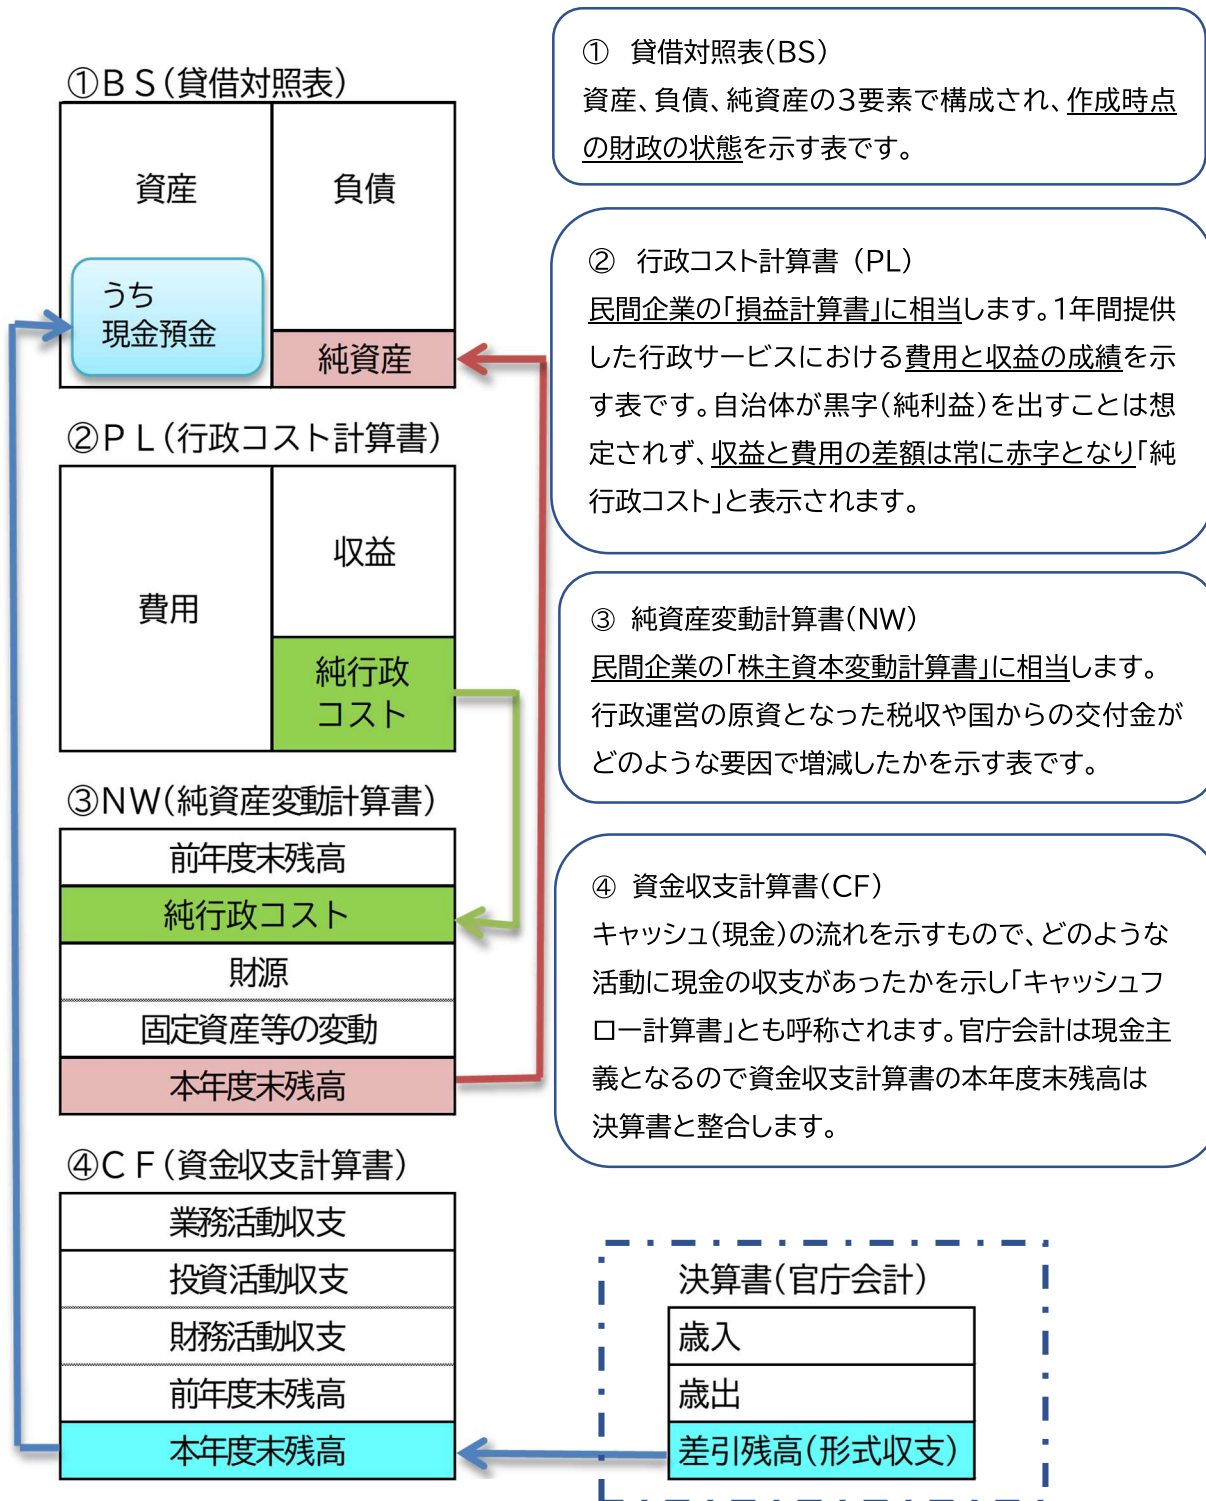 ①ＢＳ(貸借対照表)
資産
負債
うち
現金預金
純資産
②ＰＬ(行政コスト計算書)
費用
収益
純行政
コスト
③NW(純資産変動計算書)
前年度末残高
純行政コスト
財源
固定資産等の変動
本年度末残高
④ＣＦ(資金収支計算書)
業務活動収支
投資活動収支
財務活動収支
前年度末残高
本年度末残高
① 貸借対照表(BS)
資産、負債、純資産の3要素で構成され、作成時点
の財政の状態を示す表です。
② 行政コスト計算書 (PL)
民間企業の「損益計算書」に相当します。1年間提供
した行政サービスにおける費用と収益の成績を示
す表です。自治体が黒字(純利益)を出すことは想
定されず、収益と費用の差額は常に赤字となり「純
行政コスト」と表示されます。
③ 純資産変動計算書(NW)
民間企業の「株主資本変動計算書」に相当します。
行政運営の原資となった税収や国からの交付金が
どのような要因で増減したかを示す表です。
④ 資金収支計算書(CF)
キャッシュ(現金)の流れを示すもので、どのような
活動に現金の収支があったかを示し「キャッシュフ
ロー計算書」とも呼称されます。官庁会計は現金主
義となるので資金収支計算書の本年度末残高は
決算書と整合します。
決算書(官庁会計)
歳入
歳出
差引残高(形式収支)